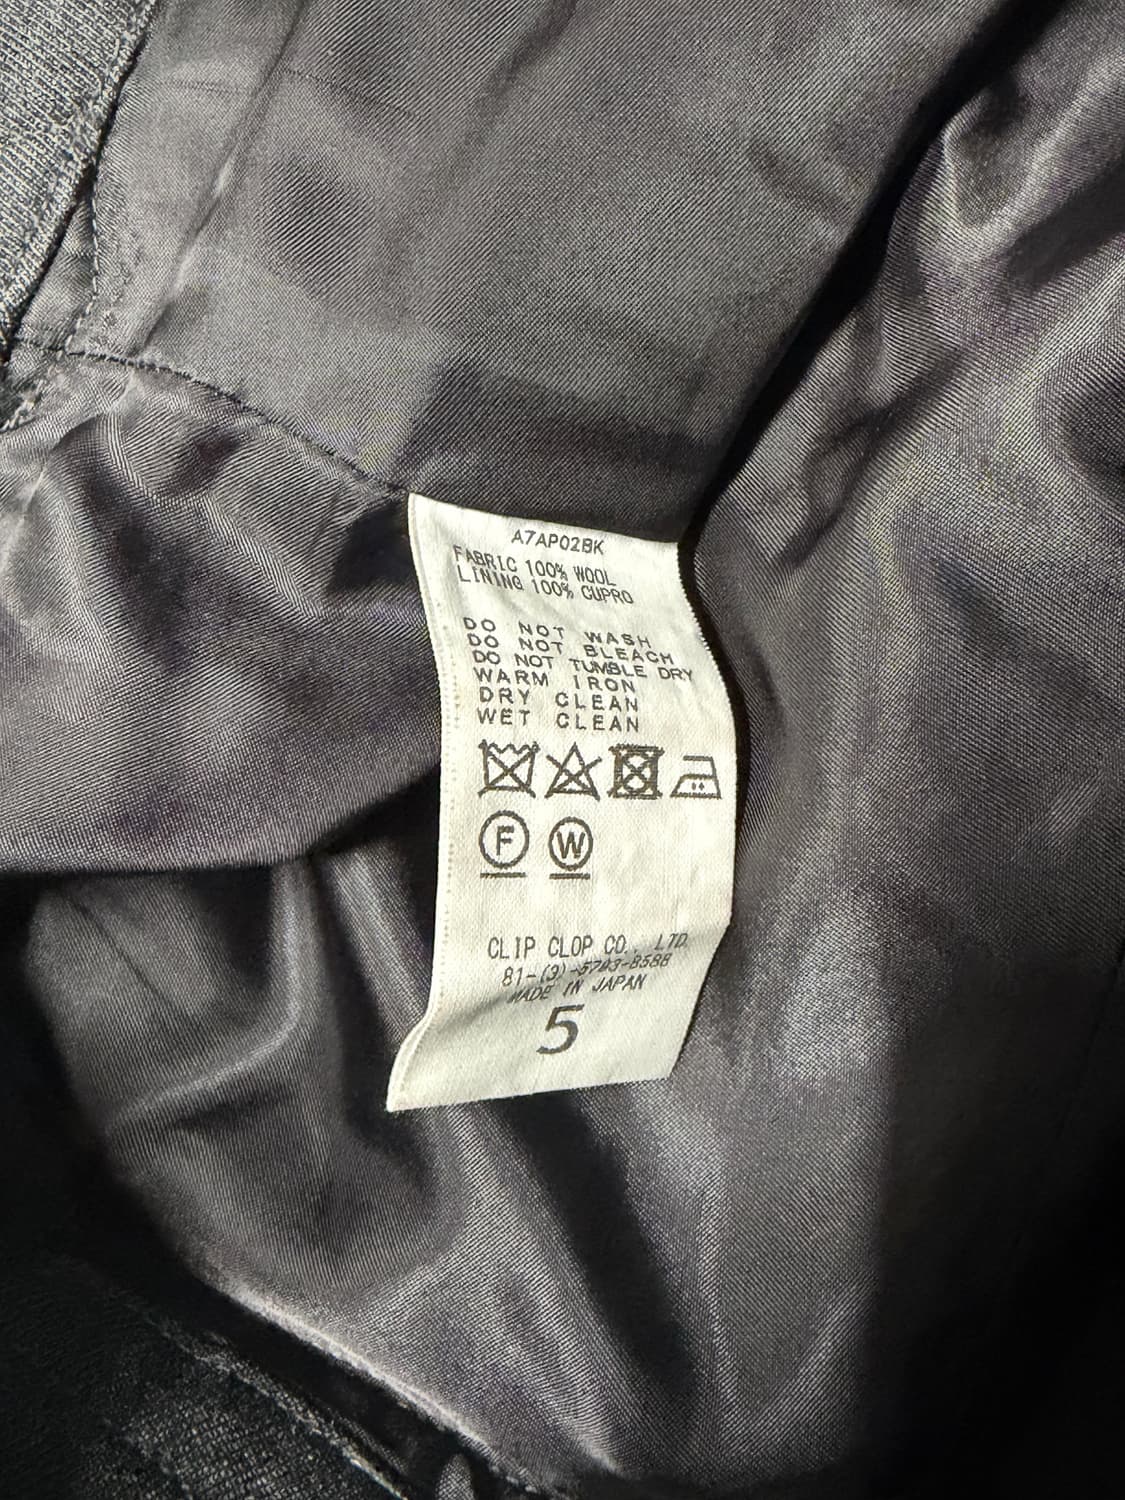 A7AP02BK
FABRIC 100% WOOL
LINING 100% CUPRO
DO NOT WASH
DO NOT BLEACH
DO NOT TUMBLE DRY
WARM IRON
DRY CLEAN
WET CLEAN
F W
CLIP CLOP CO., LTD.
81-(3)-5793-8588
MADE IN JAPAN
5